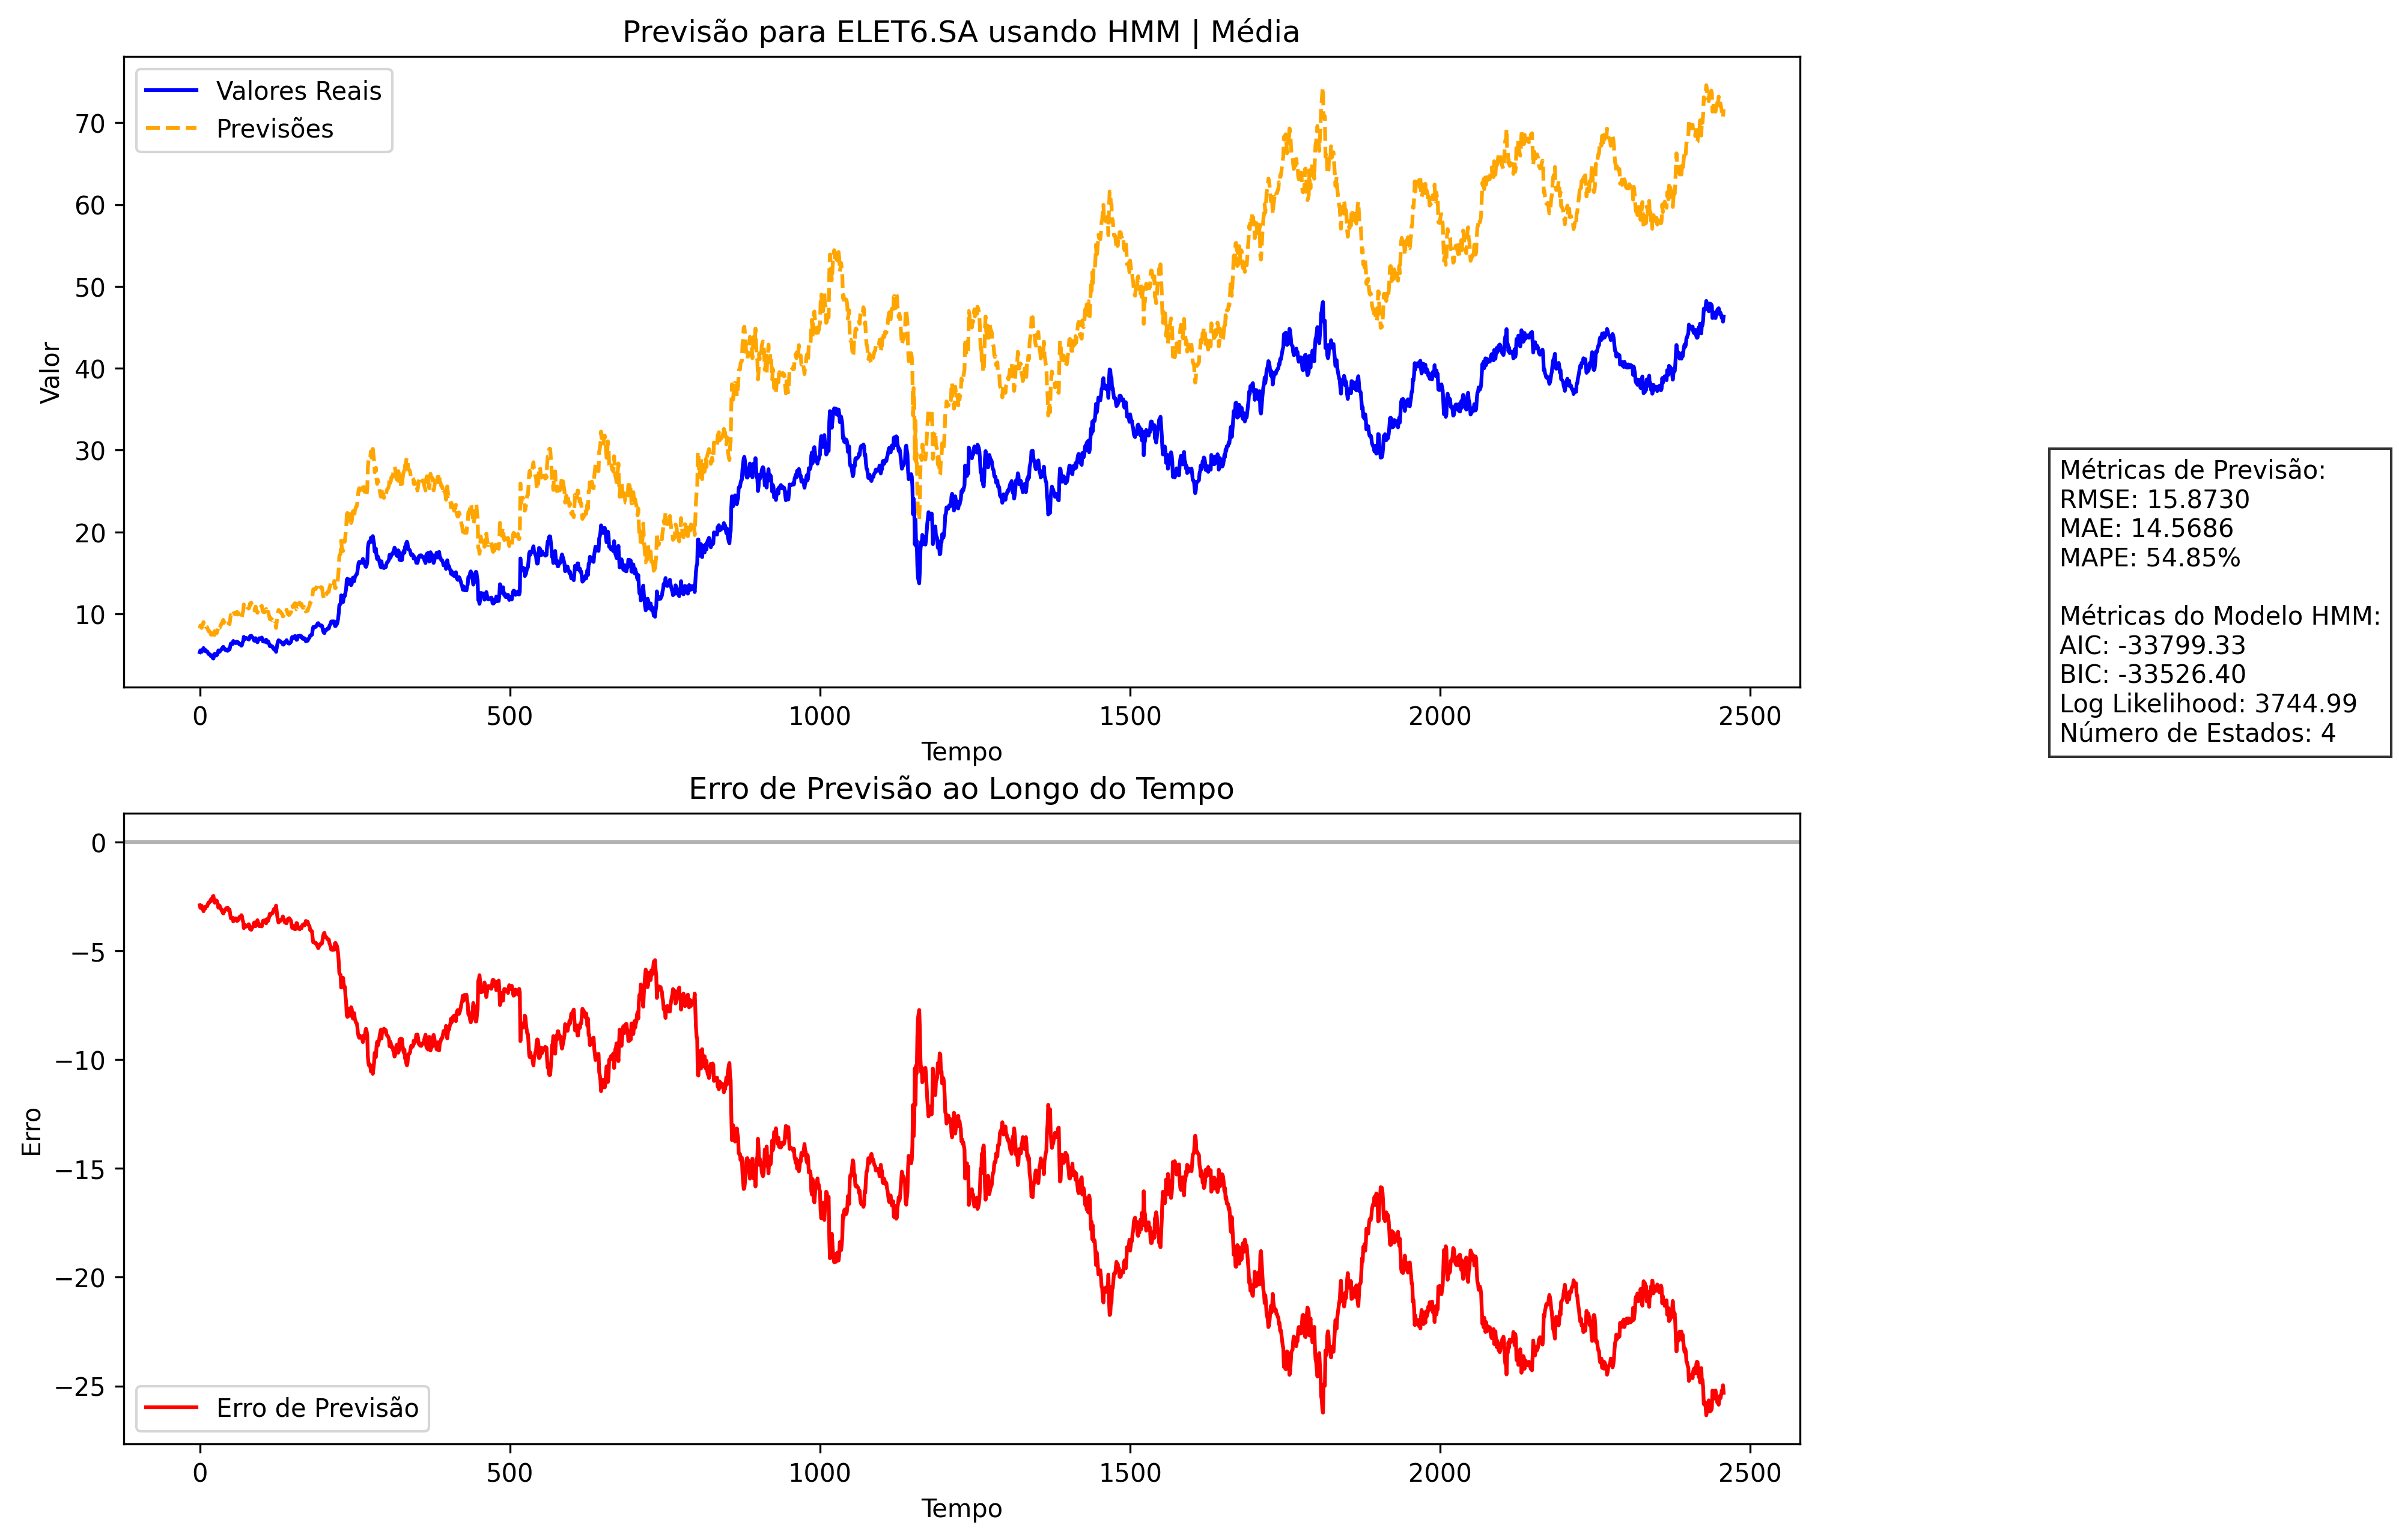 Previsão para ELET6.SA usando HMM | Média
Valores Reais
Previsões
Valor
70
60
50
40
30
20
10
0 500 1000 1500 2000 2500
Tempo
Métricas de Previsão:
RMSE: 15.8730
MAE: 14.5686
MAPE: 54.85%
Métricas do Modelo HMM:
AIC: -33799.33
BIC: -33526.40
Log Likelihood: 3744.99
Número de Estados: 4
Erro de Previsão ao Longo do Tempo
Erro
0
−5
−10
−15
−20
−25
Erro de Previsão
0 500 1000 1500 2000 2500
Tempo